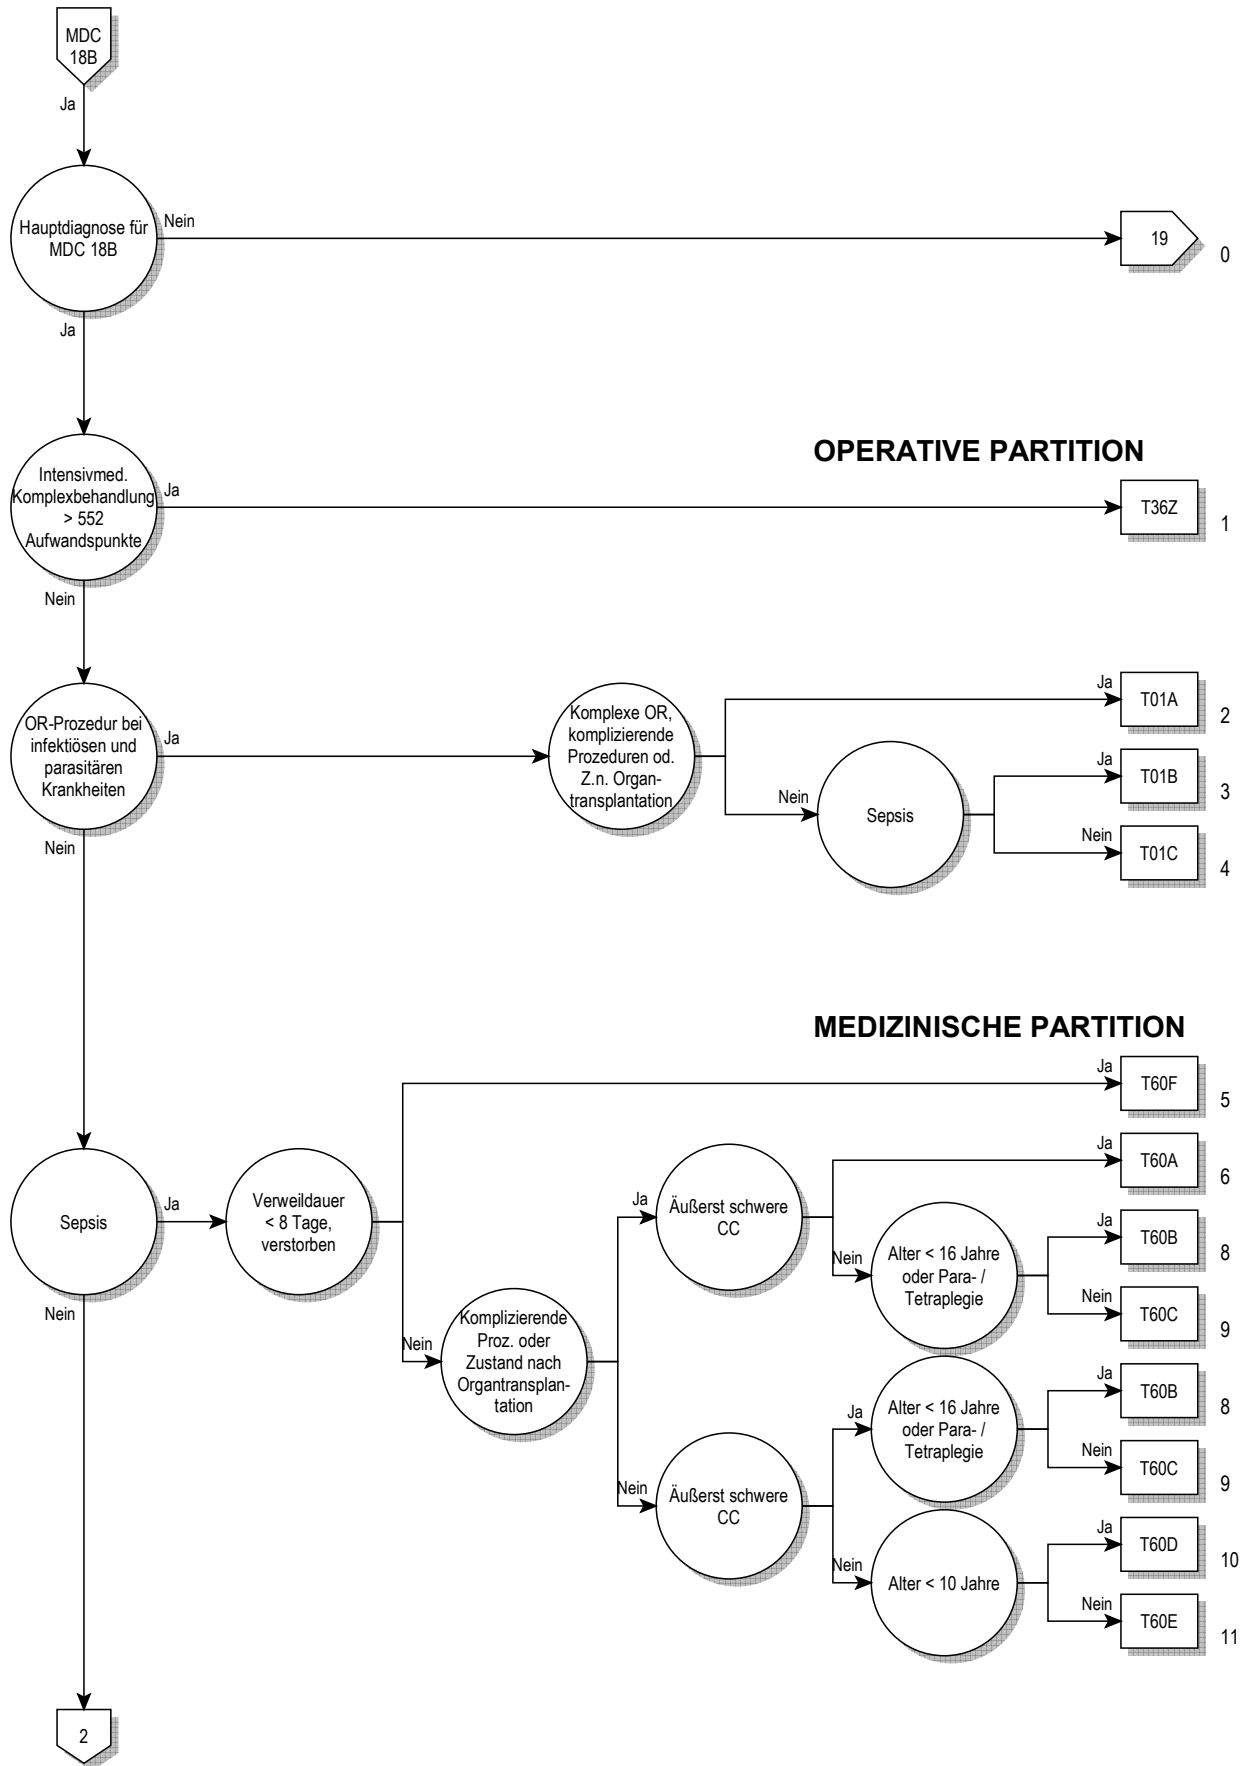 MDC
18B
Ja
Hauptdiagnose für
MDC 18B
Nein
19
0
Ja
OPERATIVE PARTITION
Intensivmed.
Komplexbehandlung
> 552
Aufwandspunkte
Ja
T36Z
1
Nein
OR-Prozedur bei
infektiösen und
parasitären
Krankheiten
Ja
Komplexe OR,
komplizierende
Prozeduren od.
Z.n. Organ-
transplantation
Ja
T01A
2
Nein
Sepsis
Ja
T01B
3
Nein
T01C
4
Nein
MEDIZINISCHE PARTITION
Sepsis
Ja
Verweildauer
< 8 Tage,
verstorben
Ja
T60F
5
Nein
Komplizierende
Proz. oder
Zustand nach
Organtransplan-
tation
Ja
Äußerst schwere
CC
Ja
T60A
6
Nein
Alter < 16 Jahre
oder Para- /
Tetraplegie
Ja
T60B
8
Nein
T60C
9
Nein
Äußerst schwere
CC
Ja
Alter < 16 Jahre
oder Para- /
Tetraplegie
Ja
T60B
8
Nein
T60C
9
Nein
Alter < 10 Jahre
Ja
T60D
10
Nein
T60E
11
Nein
2